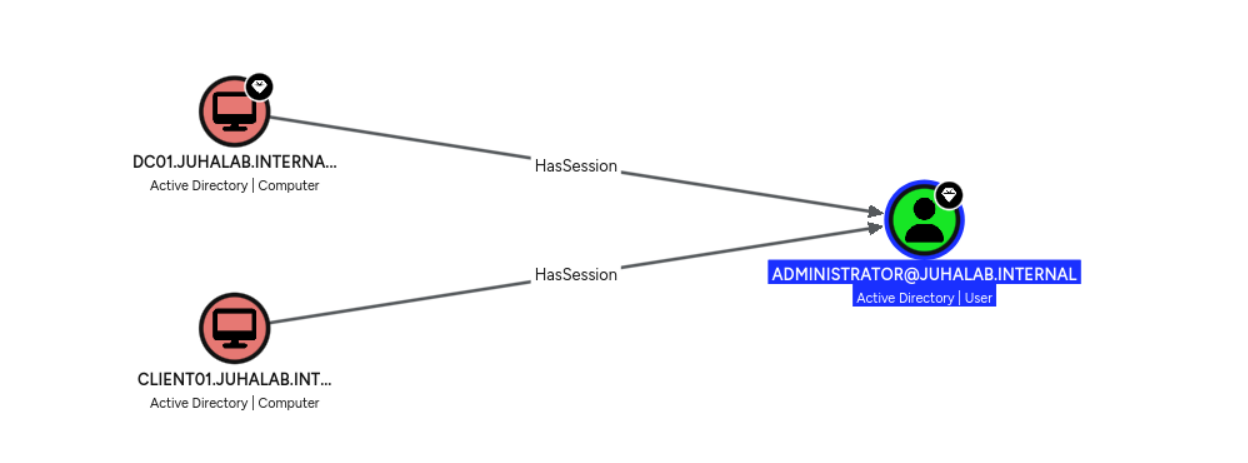 DC01.JUHALAB.INTERNA...
Active Directory | Computer
HasSession
ADMINISTRATOR@JUHALAB.INTERNAL
Active Directory | User
HasSession
CLIENT01.JUHALAB.INT...
Active Directory | Computer